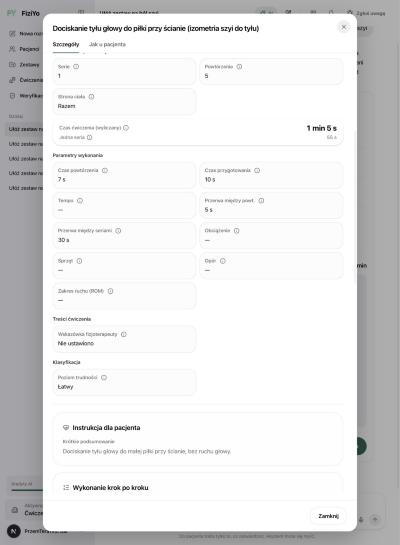 FiziYo
Zgłoś uwagę
Nowa roz
Pacjenci
Zestawy
Ćwiczenia
Weryfikac
Ułóż zestaw na
Ułóż zestaw na
Ułóż zestaw na
Ułóż zestaw na
Ułóż zestaw na
Dociskanie tyłu głowy do piłki przy ścianie (izometria szyi do tyłu)
Szczegóły
Jak u pacjenta
Serie
1
Powtórzenia
5
Strona ciała
Razem
Czas ćwiczenia (wyliczany)
1 min 5 s
Jedna seria
55 s
Parametry wykonania
Czas powtórzenia
7 s
Czas przygotowania
10 s
Tempo
—
Przerwa między powt.
5 s
Przerwa między seriami
30 s
Obciążenie
—
Sprzęt
—
Opór
—
Zakres ruchu (ROM)
—
Treści ćwiczenia
Wskazówka fizjoterapeuty
Nie ustawiono
Klasyfikacja
Poziom trudności
Łatwy
Instrukcja dla pacjenta
Krótkie podsumowanie
Dociskanie tyłu głowy do małej piłki przy ścianie, bez ruchu głowy.
Wykonanie krok po kroku
Zamknij